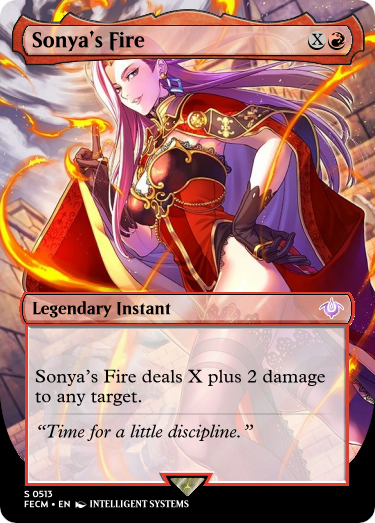 Sonya's Fire X
Legendary Instant
Sonya's Fire deals X plus 2 damage
to any target.
"Time for a little discipline."
S 0513
FECM • EN INTELLIGENT SYSTEMS